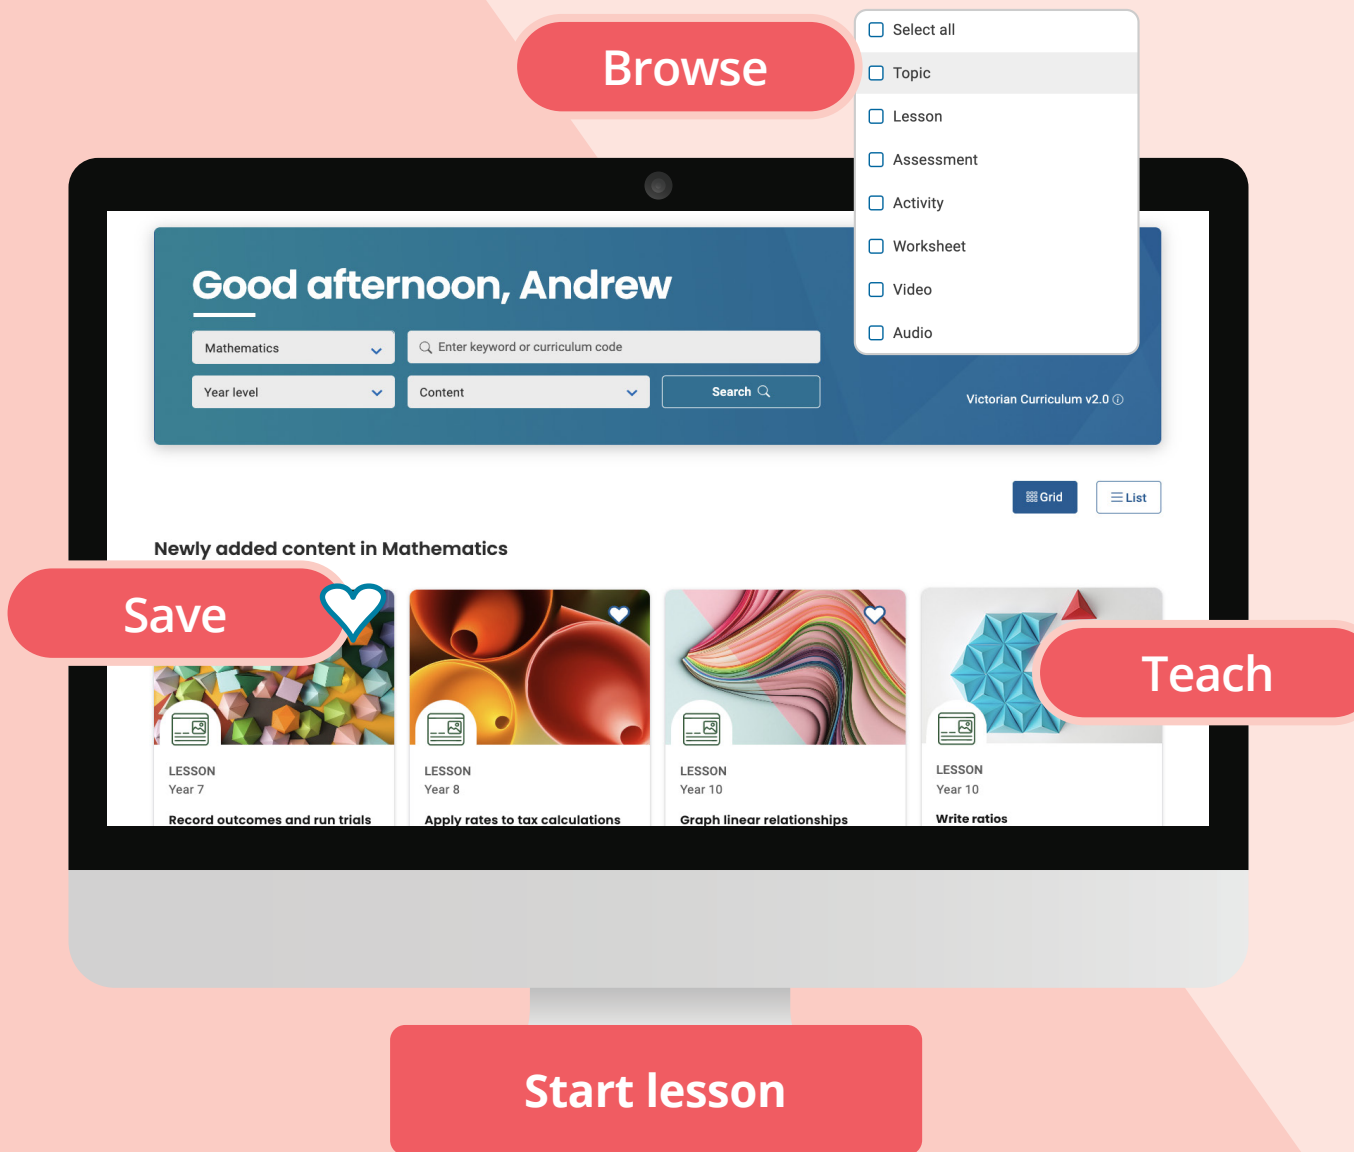 Browse
Select all
Topic
Lesson
Assessment
Activity
Worksheet
Video
Audio
Good afternoon, Andrew
Mathematics
Enter keyword or curriculum code
Year level
Content
Search
Victorian Curriculum v2.0
Grid
List
Newly added content in Mathematics
Save
Teach
LESSON
Year 7
Record outcomes and run trials
LESSON
Year 8
Apply rates to tax calculations
LESSON
Year 10
Graph linear relationships
LESSON
Year 10
Write ratios
Start lesson